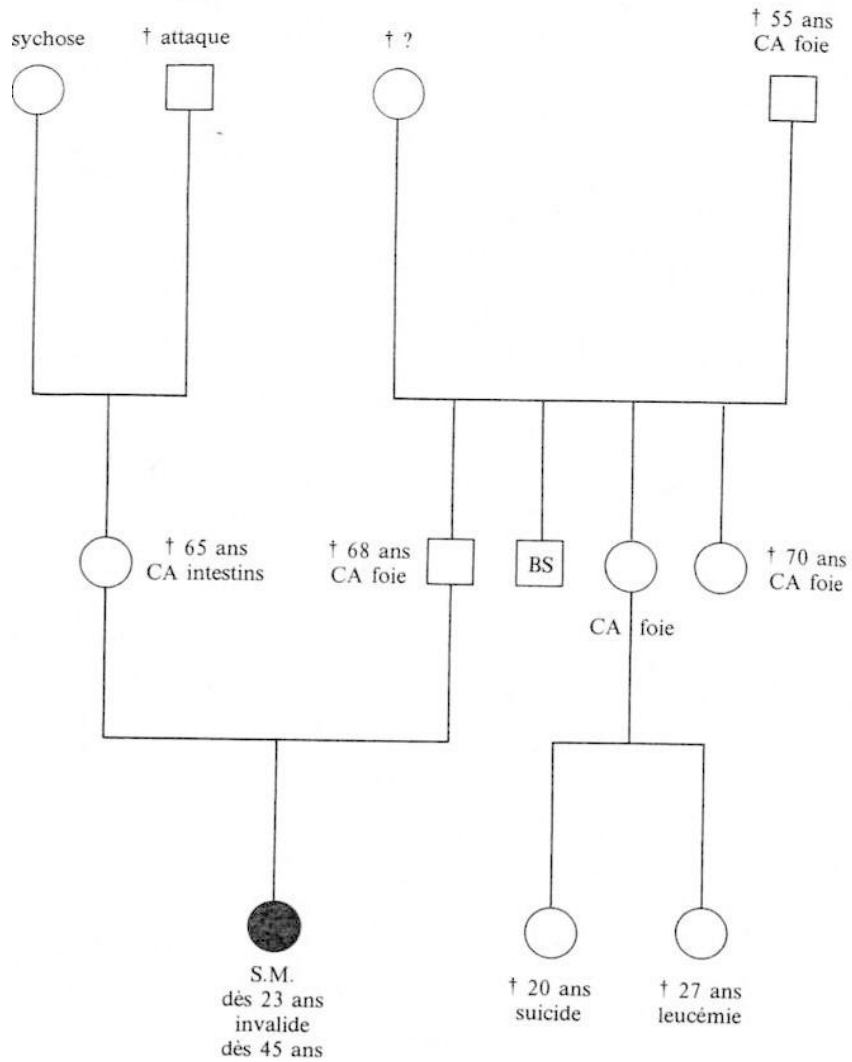 sychose
† attaque
† ?
† 55 ans
CA foie
† 65 ans
CA intestins
† 68 ans
CA foie
BS
CA foie
† 70 ans
CA foie
S.M.
dès 23 ans
invalide
dès 45 ans
† 20 ans
suicide
† 27 ans
leucémie